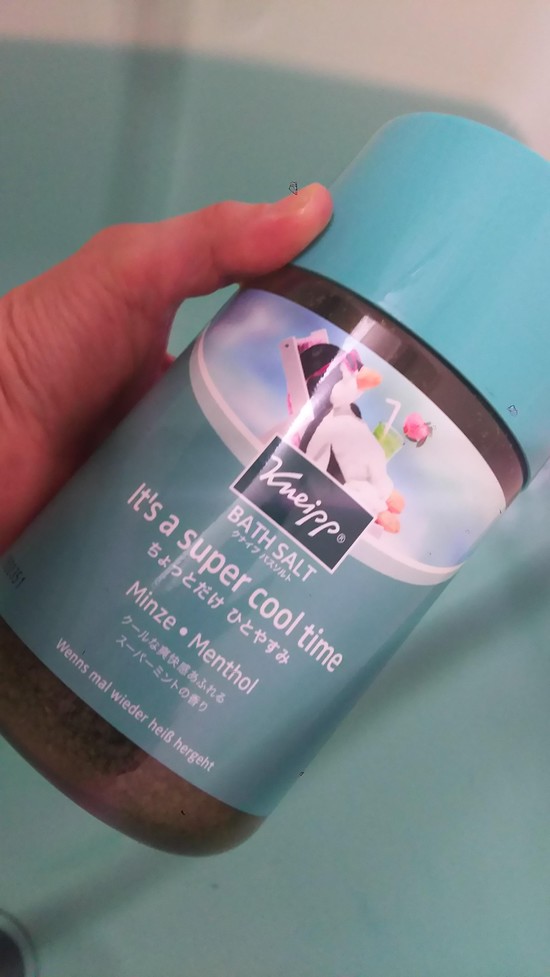 Kneipp®
BATH SALT
クナイプ バスソルト
It's a super cool time
ちょっとだけ ひとやすみ
Minze • Menthol
クールな爽快感あふれる
スーパーミントの香り
Wenns mal wieder heiß hergeht